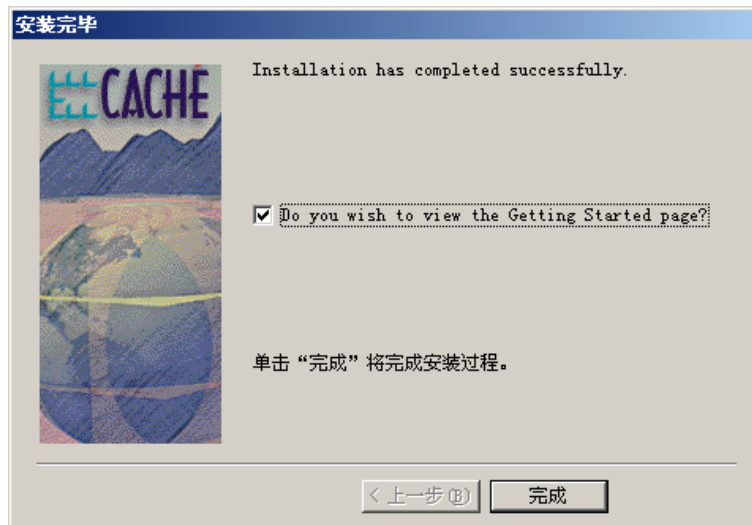 安装完毕
CACHÉ
Installation has completed successfully.
Do you wish to view the Getting Started page?
单击“完成”将完成安装过程。
< 上一步(B)
完成